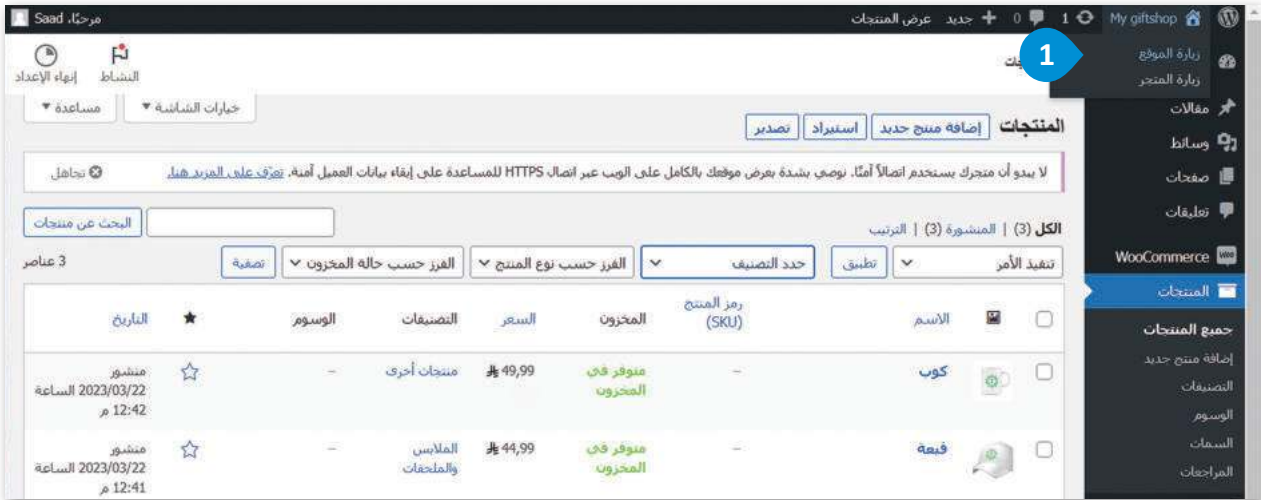 My giftshop 1 0 جديد عرض المنتجات مرحبًا، Saad
زيارة الموقع
زيارة المتجر
1
النشاط
إنهاء الإعداد
خيارات الشاشة
مساعدة
مقالات
وسائط
صفحات
تعليقات
WooCommerce
المنتجات
جميع المنتجات
إضافة منتج جديد
التصنيفات
الوسوم
السمات
المراجعات
المنتجات إضافة منتج جديد استيراد تصدير
لا يبدو أن متجرك يستخدم اتصالاً آمنًا. نوصي بشدة بعرض موقعك بالكامل على الويب عبر اتصال HTTPS للمساعدة على إبقاء بيانات العميل آمنة. تعرّف على المزيد هنا. تجاهل
الكل (3) | المنشورة (3) | الترتيب
البحث عن منتجات
تنفيذ الأمر تطبيق حدد التصنيف الفرز حسب نوع المنتج الفرز حسب حالة المخزون تصفية 3 عناصر
الاسم رمز المنتج (SKU) المخزون السعر التصنيفات الوسوم ★ التاريخ
كوب – متوفر في المخزون 49,99 منتجات أخرى – منشور
2023/03/22 الساعة
12:42 م
قبعة – متوفر في المخزون 44,99 الملابس والملحقات – منشور
2023/03/22 الساعة
12:41 م